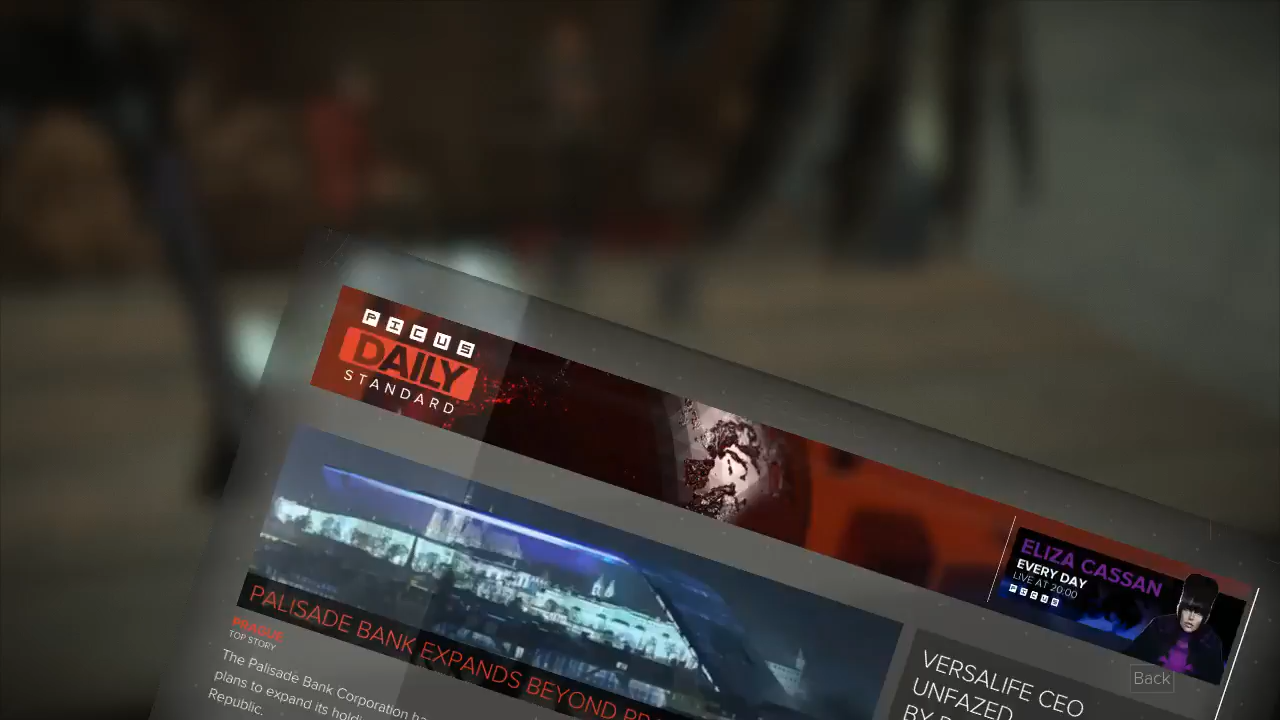 PICUS
DAILY
STANDARD
ELIZA CASSAN
EVERY DAY
LIVE AT 20:00
PICUS
PALISADE BANK EXPANDS BEYOND
PRAGUE
TOP STORY
The Palisade Bank Corporation
plans to expand its
Republic.
VERSALIFE CEO
UNFAZED
BY
Back